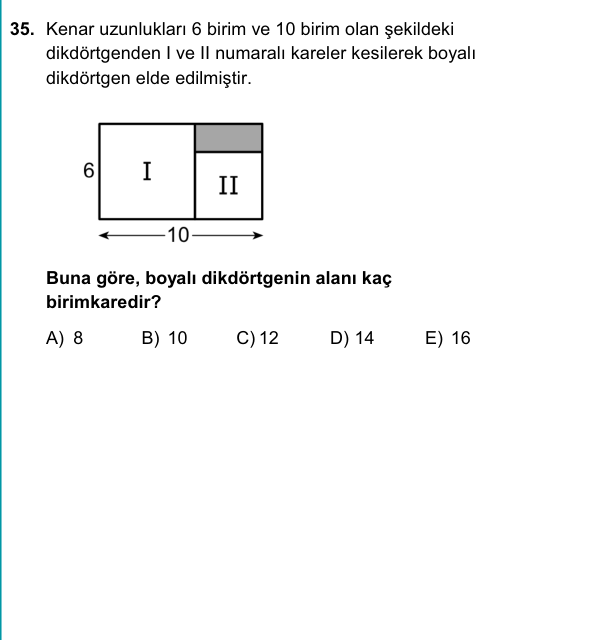 35. Kenar uzunlukları 6 birim ve 10 birim olan şekildeki
dikdörtgenden I ve II numaralı kareler kesilerek boyalı
dikdörtgen elde edilmiştir.
6
I
II
10
Buna göre, boyalı dikdörtgenin alanı kaç
birimkaredir?
A) 8 B) 10 C) 12 D) 14 E) 16